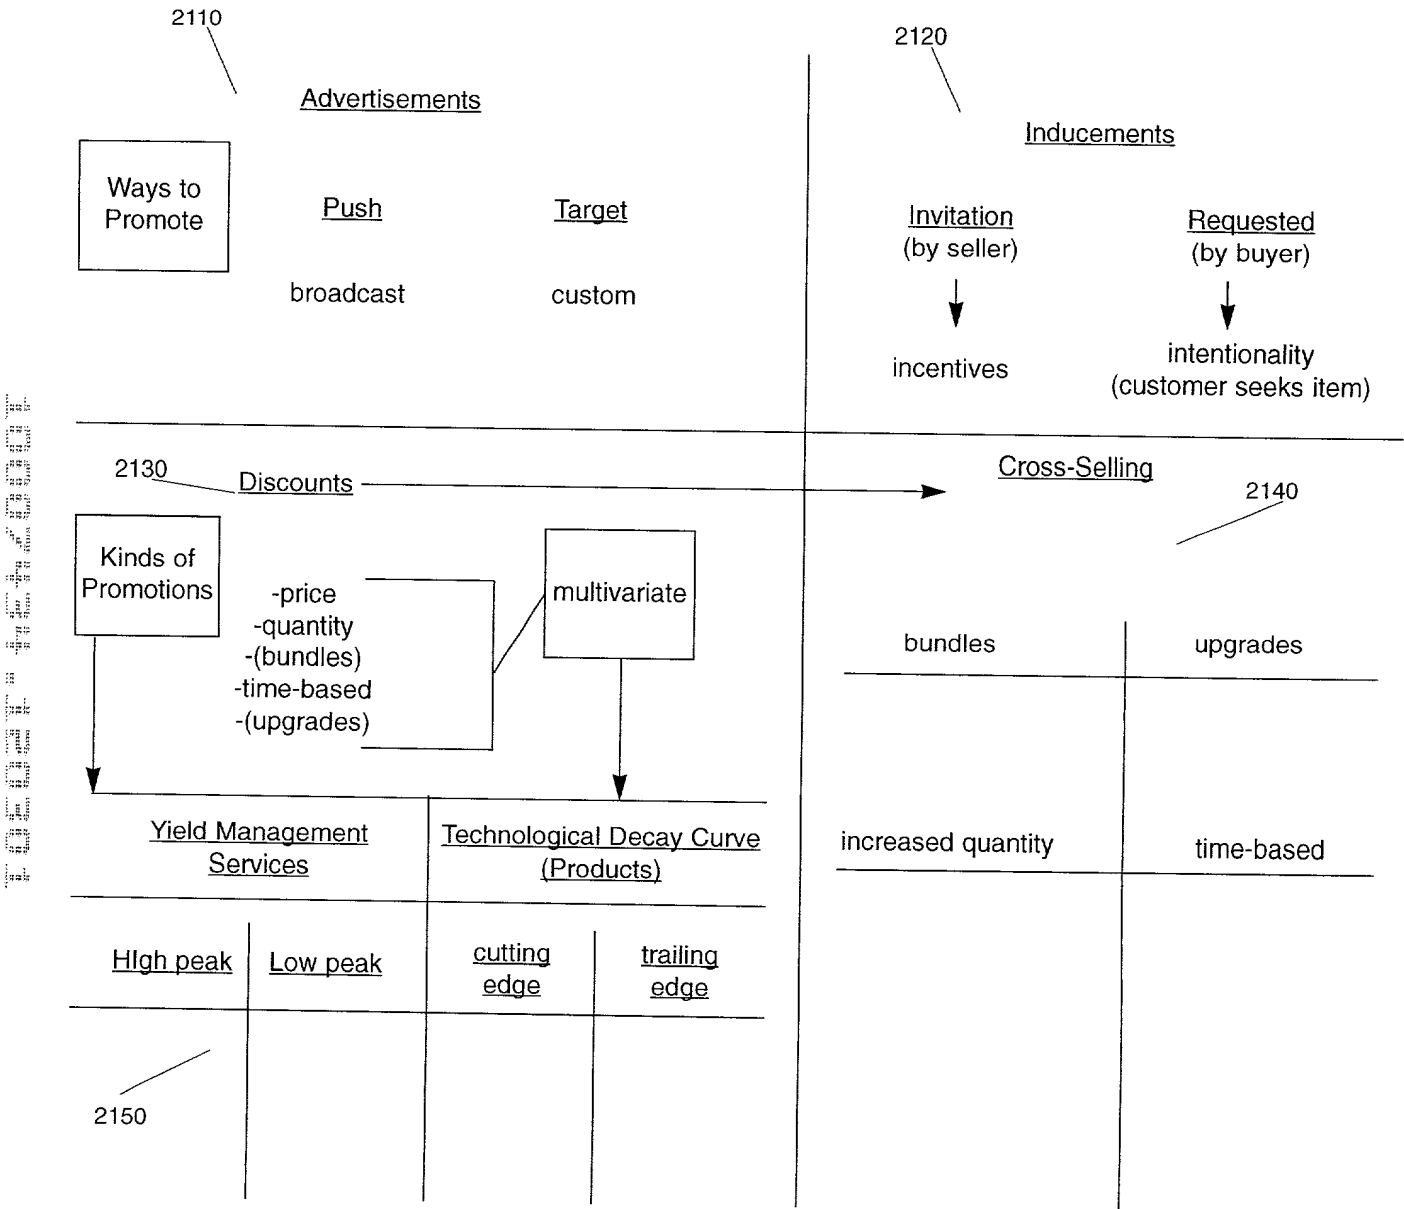 2110
2120
Advertisements
Inducements
Ways to
Promote
Push
Target
broadcast
custom
Invitation
(by seller)
Requested
(by buyer)
incentives
intentionality
(customer seeks item)
2130
Discounts
Cross-Selling
2140
Kinds of
Promotions
-price
-quantity
-(bundles)
-time-based
-(upgrades)
multivariate
bundles
upgrades
increased quantity
time-based
Yield Management
Services
Technological Decay Curve
(Products)
HIgh peak
Low peak
cutting
edge
trailing
edge
2150